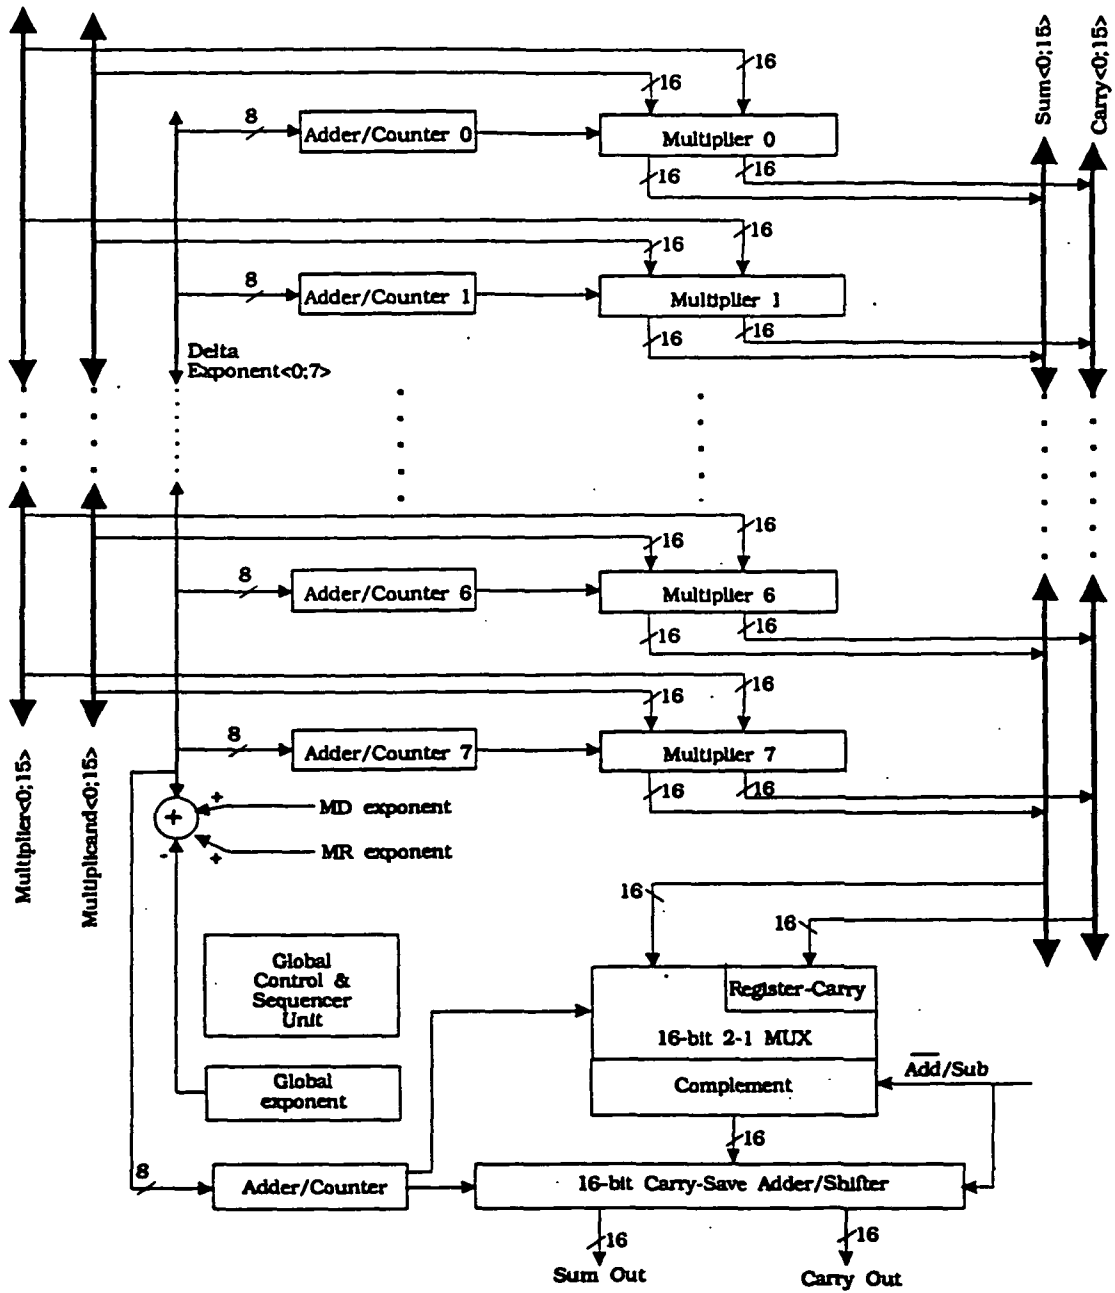 Sum<0;15>
Carry<0;15>
16
16
8
Adder/Counter 0
Multiplier 0
16
16
16
16
8
Adder/Counter 1
Multiplier 1
16
16
Delta
Exponent<0;7>
16
16
8
Adder/Counter 6
Multiplier 6
16
16
16
16
8
Adder/Counter 7
Multiplier 7
16
16
Multiplier<0;15>
Multiplicand<0;15>
+
MD exponent
+
-
+
MR exponent
16
16
Global
Control &
Sequencer
Unit
Register-Carry
16-bit 2-1 MUX
Add/Sub
Global
exponent
Complement
16
8
Adder/Counter
16-bit Carry-Save Adder/Shifter
16
16
Sum Out
Carry Out